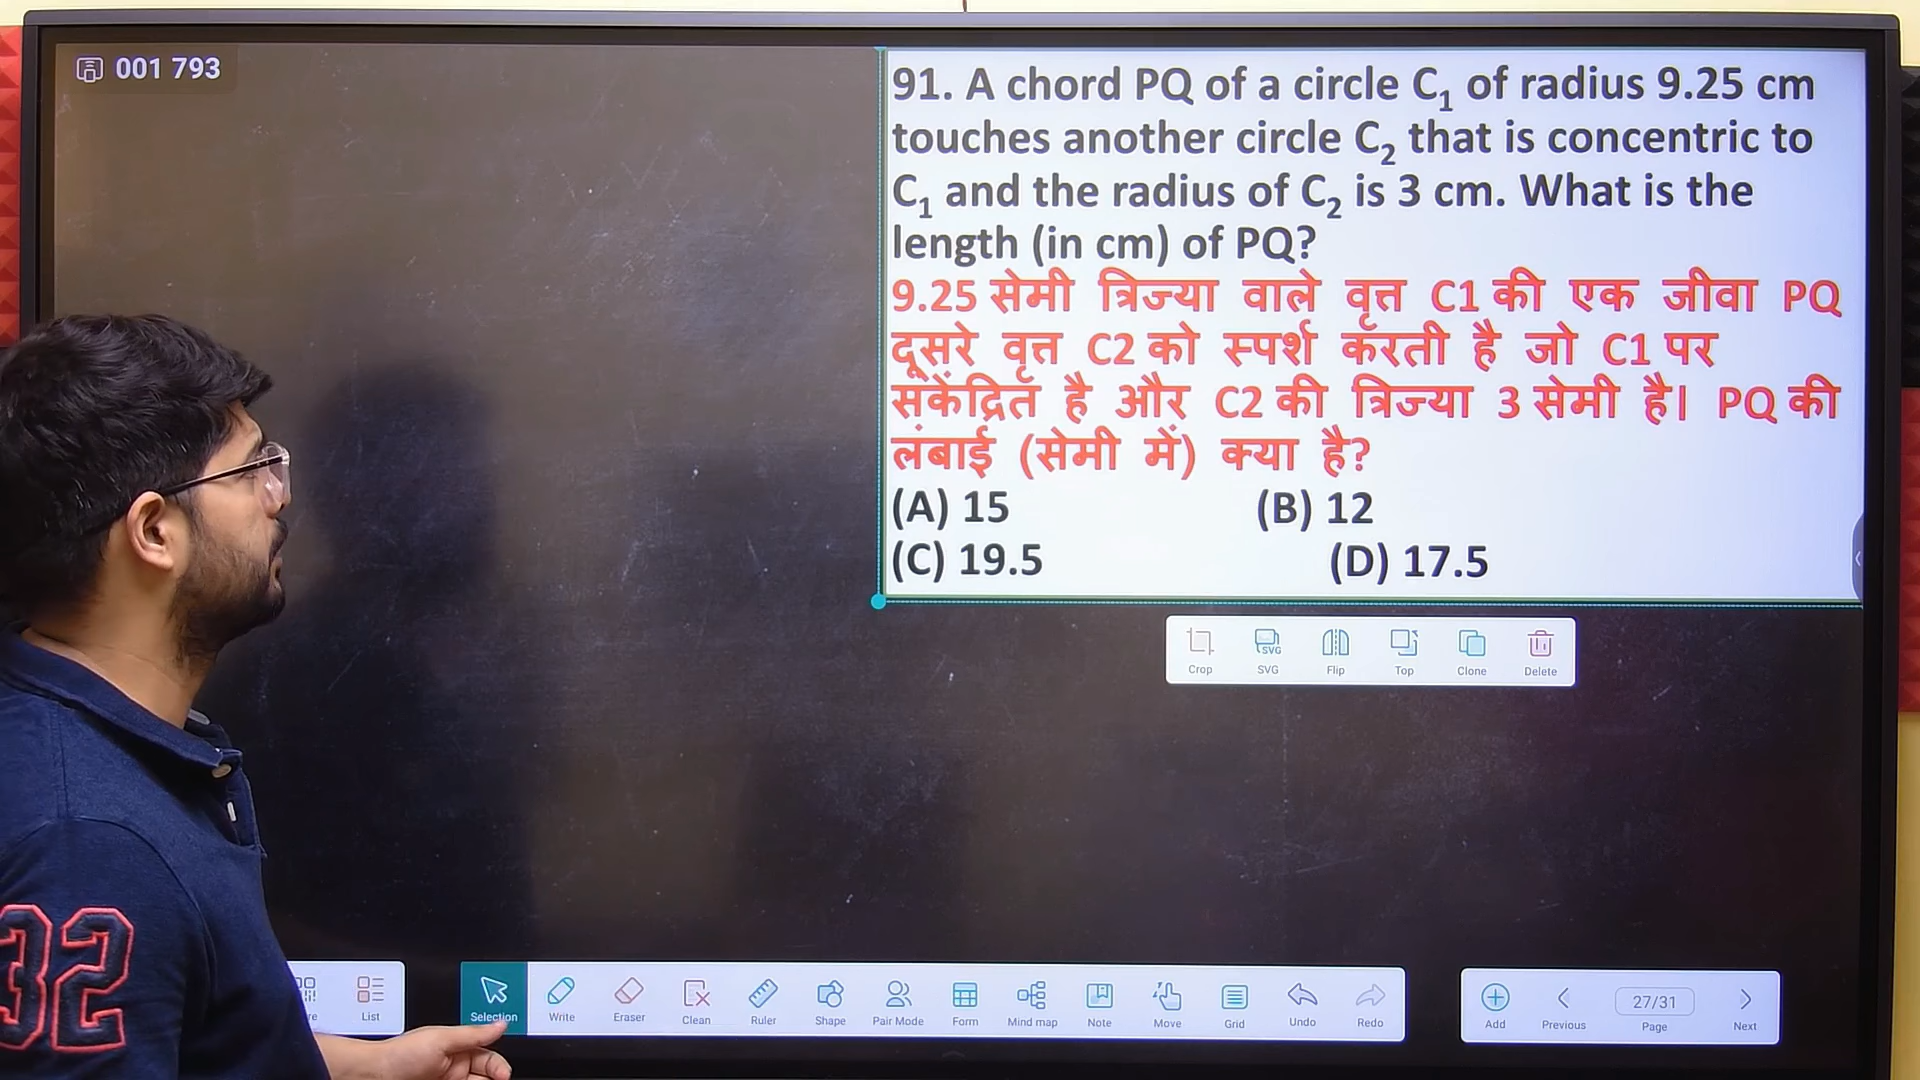 001 793
91. A chord PQ of a circle C₁ of radius 9.25 cm
touches another circle C₂ that is concentric to
C₁ and the radius of C₂ is 3 cm. What is the
length (in cm) of PQ?
9.25 सेमी त्रिज्या वाले वृत्त C1 की एक जीवा PQ
दूसरे वृत्त C2 को स्पर्श करती है जो C1 पर
संकेंद्रित है और C2 की त्रिज्या 3 सेमी है। PQ की
लंबाई (सेमी में) क्या है?
(A) 15 (B) 12
(C) 19.5 (D) 17.5
Crop SVG Flip Top Clone Delete
32
List Selection Write Eraser Clean Ruler Shape Pair Mode Form Mind map Note Move Grid Undo Redo
27/31
Add Previous Page Next